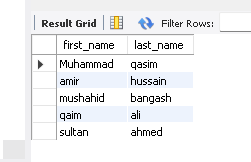 Result Grid Filter Rows:
first_name last_name
Muhammad qasim
amir hussain
mushahid bangash
qaim ali
sultan ahmed